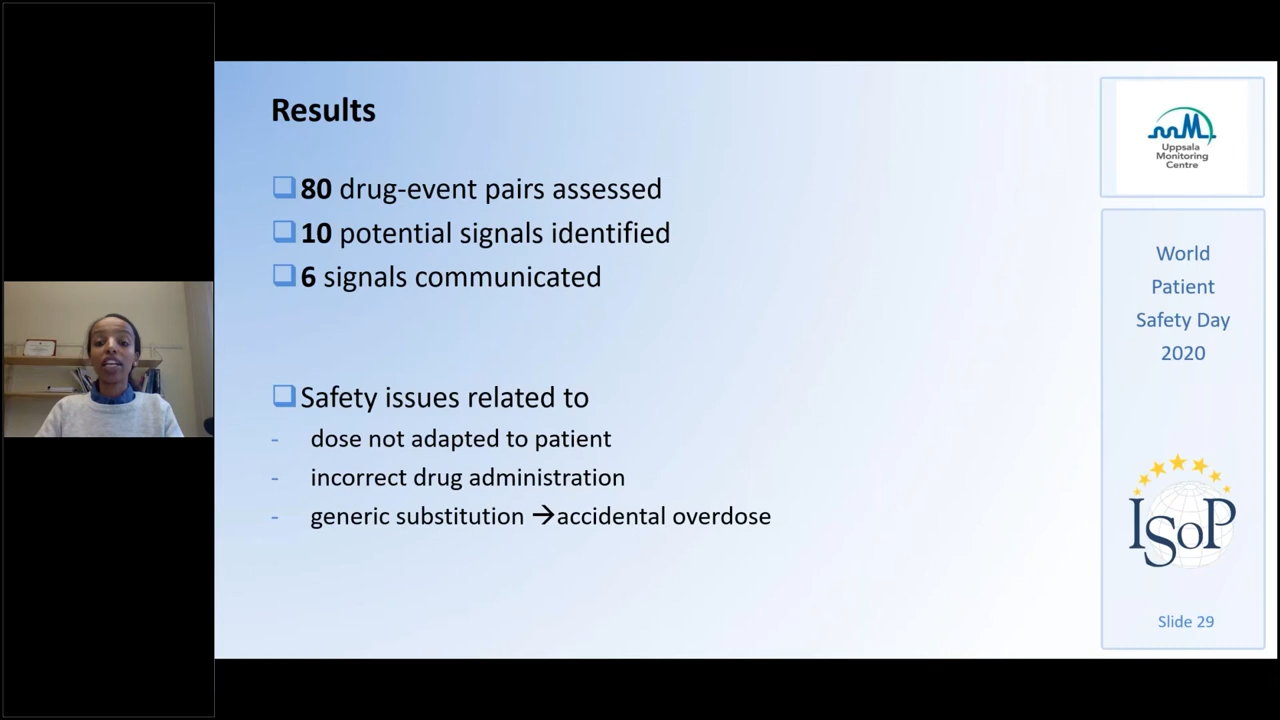 Results
80 drug-event pairs assessed
10 potential signals identified
6 signals communicated
Safety issues related to
- dose not adapted to patient
- incorrect drug administration
- generic substitution →accidental overdose
Uppsala
Monitoring
Centre
World
Patient
Safety Day
2020
ISoP
Slide 29